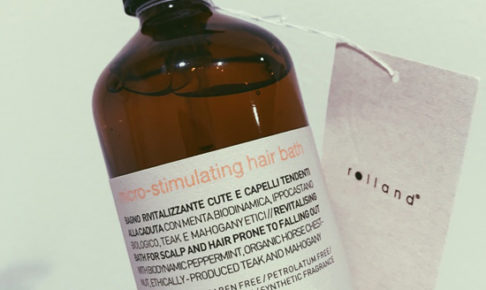 micro-stimulating hair bath
BAGNO RIVITALIZZANTE CUTE E CAPELLI TENDENTI
ALLA CADUTA CON MENTA BIODINAMICA, IPPOCASTANO
BIOLOGICO, TEAK E MAHOGANY ETICI // REVITALISING
BATH FOR SCALP AND HAIR PRONE TO FALLING OUT
WITH BIODYNAMIC PEPPERMINT, ORGANIC HORSE CHEST-
NUT, ETHICALLY-PRODUCED TEAK AND MAHOGANY
FREE / PETROLATUM FREE /
/ SYNTHETIC FRAGRANCE
rolland